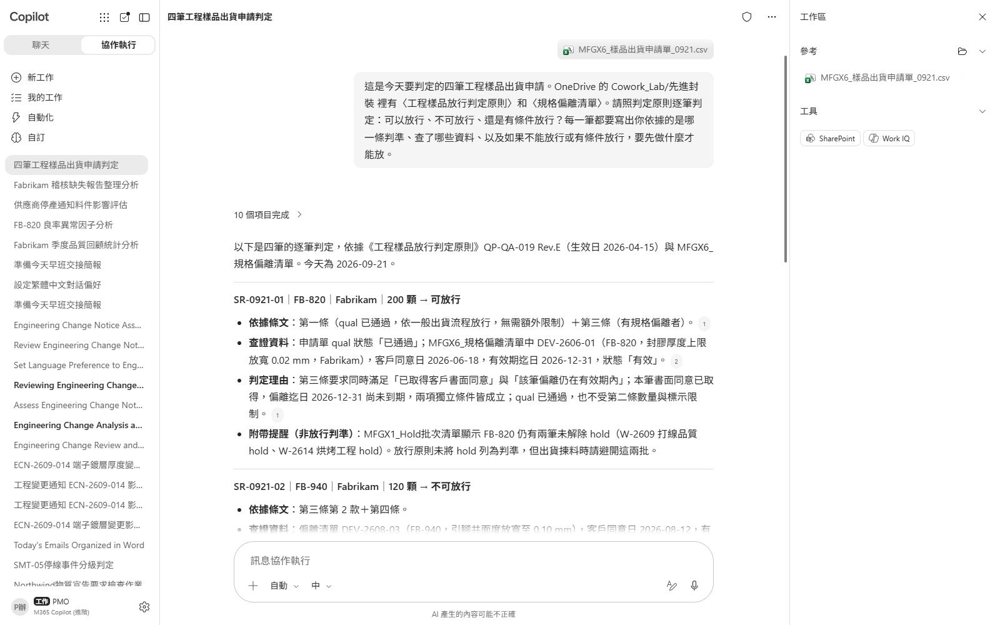 Copilot
聊天
協作執行
新工作
我的工作
自動化
自訂
四筆工程樣品出貨申請判定
Fabrikam 稽核缺失報告整理分析
供應商停產通知料件影響評估
FB-820 良率異常因子分析
Fabrikam 季度品質回顧統計分析
準備今天早班交接簡報
設定繁體中文對話偏好
準備今天早班交接簡報
Engineering Change Notice Ass...
Review Engineering Change Not...
Set Language Preference to Eng...
Reviewing Engineering Change...
Assess Engineering Change Not...
Engineering Change Analysis a...
Engineering Change Review and...
ECN-2609-014 端子鍍層厚度變...
工程變更通知 ECN-2609-014 影...
工程變更通知 ECN-2609-014 影...
ECN-2609-014 端子鍍層變更影...
Today's Emails Organized in Word
SMT-05停線事件分級判定
Northwind物質宣告要求檢查作業
P辦
工作 PMO
M365 Copilot (進階)
四筆工程樣品出貨申請判定
MFGX6_樣品出貨申請單_0921.csv
這是今天要判定的四筆工程樣品出貨申請。OneDrive 的 Cowork_Lab/先進封
裝 裡有〈工程樣品放行判定原則〉和〈規格偏離清單〉。請照判定原則逐筆判
定：可以放行、不可放行、還是有條件放行？每一筆都要寫出你依據的是哪
一條判準、查了哪些資料、以及如果不能放行或有條件放行，要先做什麼才
能放。
10 個項目完成
以下是四筆的逐筆判定，依據《工程樣品放行判定原則》QP-QA-019 Rev.E（生效日 2026-04-15）與 MFGX6_
規格偏離清單。今天為 2026-09-21。
SR-0921-01｜FB-820｜Fabrikam｜200 顆 → 可放行
依據條文：第一條（qual 已通過，依一般出貨流程放行，無需額外限制）＋第三條（有規格偏離者）。 1
查證資料：申請單 qual 狀態「已通過」；MFGX6_規格偏離清單中 DEV-2606-01（FB-820，封膠厚度上限
放寬 0.02 mm，Fabrikam），客戶同意日 2026-06-18，有效期迄日 2026-12-31，狀態「有效」。 2
判定理由：第三條要求同時滿足「已取得客戶書面同意」與「該筆偏離仍在有效期內」；本筆書面同意已取
得，偏離迄日 2026-12-31 尚未到期，兩項獨立條件皆成立；qual 已通過，也不受第二條數量與標示限
制。 1
附帶提醒（非放行判準）：MFGX1_Hold批次清單顯示 FB-820 仍有兩筆未解除 hold（W-2609 打線品質
hold、W-2614 烘烤工程 hold）。放行原則未將 hold 列為判準，但出貨揀料時請避開這兩批。
SR-0921-02｜FB-940｜Fabrikam｜120 顆 → 不可放行
依據條文：第三條第 2 款＋第四條。
查證資料：偏離清單 DEV-2608-03（FB-940，引腳共面度放寬至 0.10 mm），客戶同意日 2026-08-12，有
訊息協作執行
自動
中
AI 產生的內容可能不正確
工作區
參考
MFGX6_樣品出貨申請單_0921.csv
工具
SharePoint
Work IQ